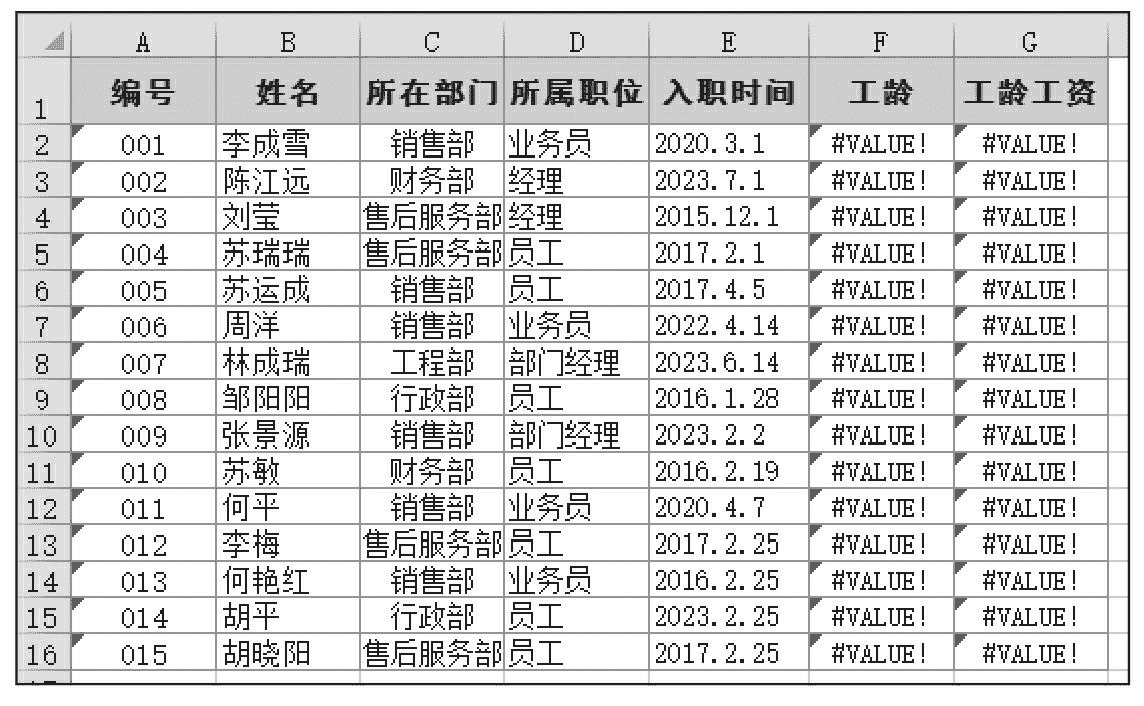 A B C D E F G
1 编号 姓名 所在部门 所属职位 入职时间 工龄 工龄工资
2 001 李成雪 销售部 业务员 2020.3.1 #VALUE! #VALUE!
3 002 陈江远 财务部 经理 2023.7.1 #VALUE! #VALUE!
4 003 刘莹 售后服务部 经理 2015.12.1 #VALUE! #VALUE!
5 004 苏瑞瑞 售后服务部 员工 2017.2.1 #VALUE! #VALUE!
6 005 苏运成 销售部 员工 2017.4.5 #VALUE! #VALUE!
7 006 周洋 销售部 业务员 2022.4.14 #VALUE! #VALUE!
8 007 林成瑞 工程部 部门经理 2023.6.14 #VALUE! #VALUE!
9 008 邹阳阳 行政部 员工 2016.1.28 #VALUE! #VALUE!
10 009 张景源 销售部 部门经理 2023.2.2 #VALUE! #VALUE!
11 010 苏敏 财务部 员工 2016.2.19 #VALUE! #VALUE!
12 011 何平 销售部 业务员 2020.4.7 #VALUE! #VALUE!
13 012 李梅 售后服务部 员工 2017.2.25 #VALUE! #VALUE!
14 013 何艳红 销售部 业务员 2016.2.25 #VALUE! #VALUE!
15 014 胡平 行政部 员工 2023.2.25 #VALUE! #VALUE!
16 015 胡晓阳 售后服务部 员工 2017.2.25 #VALUE! #VALUE!